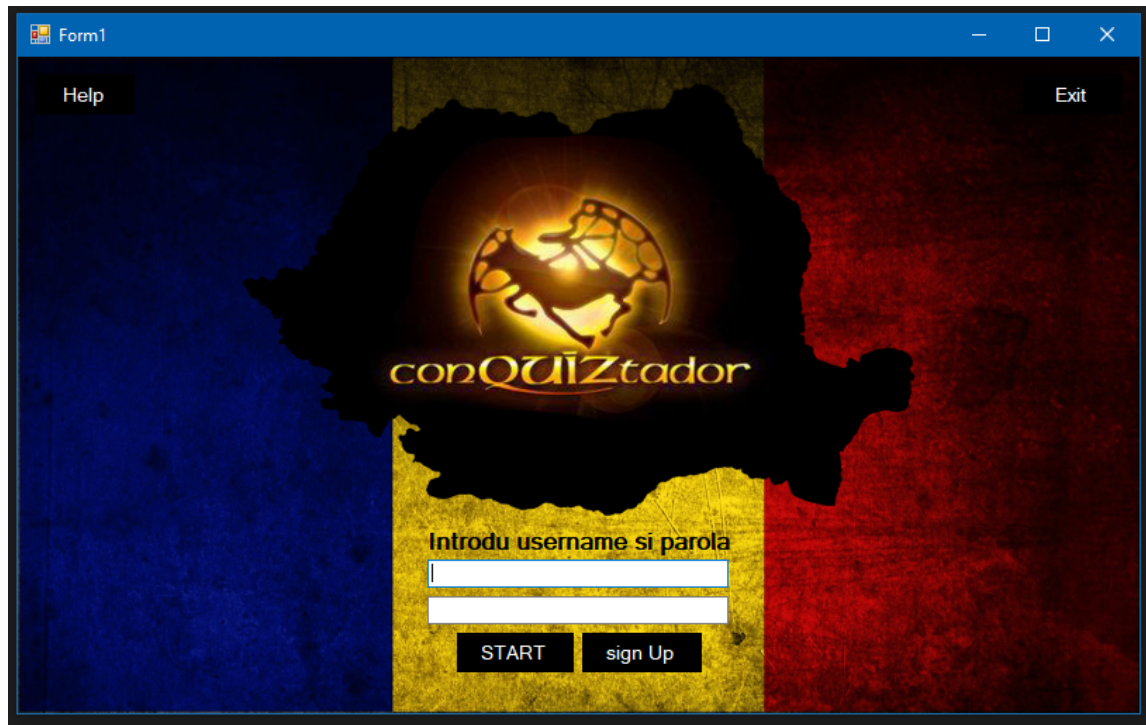 Form1
Help
Exit
conQUIZtador
Introdu username si parola
START
sign Up